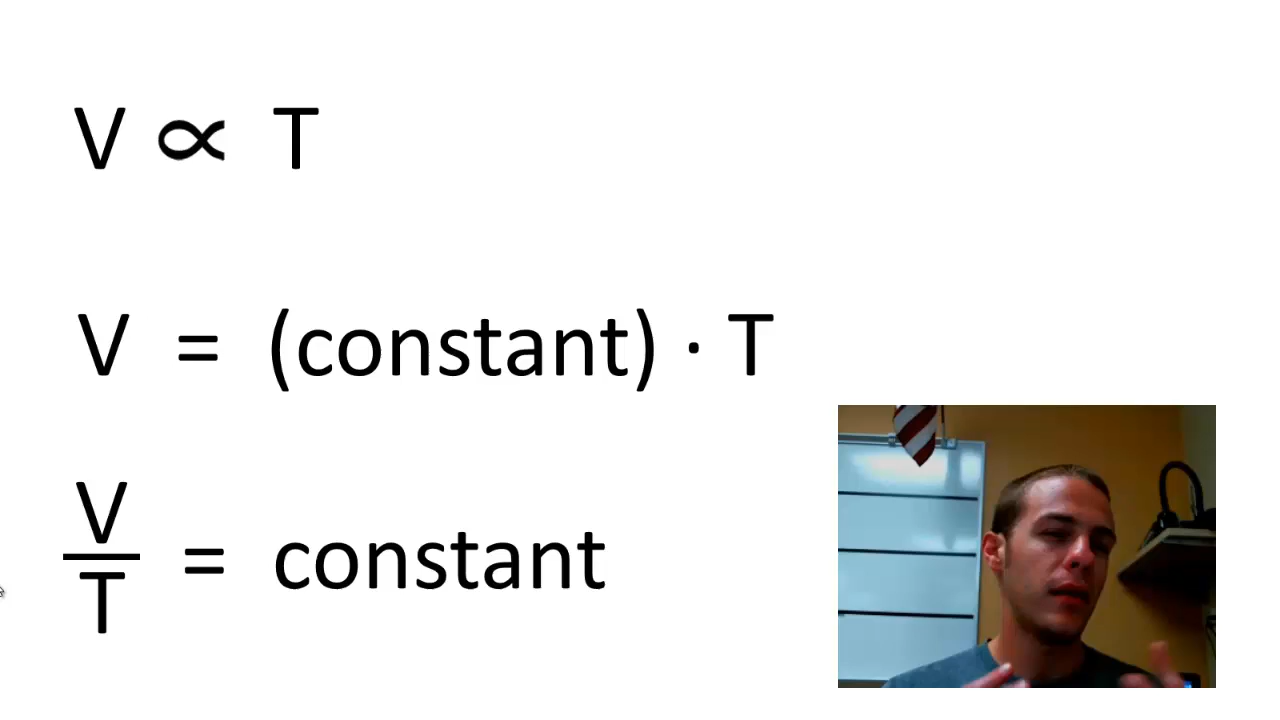 V ∝ T
V = (constant) · T
V
= constant
T